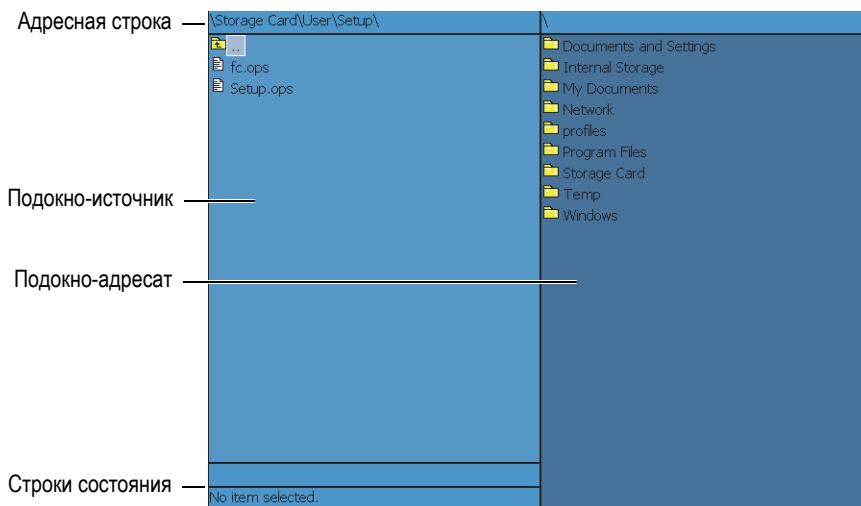 Адресная строка
\Storage Card\User\Setup\
\
..
fc.ops
Setup.ops
Documents and Settings
Internal Storage
My Documents
Network
profiles
Program Files
Storage Card
Temp
Windows
Подокно-источник
Подокно-адресат
Строки состояния
No item selected.